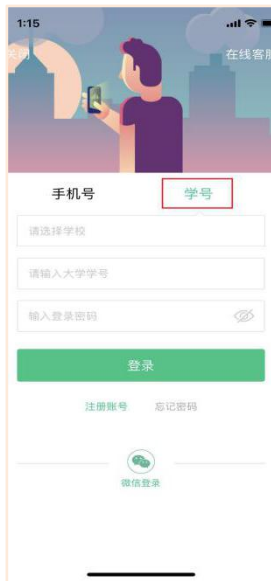 1:15
关闭
在线客服
手机号
学号
请选择学校
请输入大学学号
输入登录密码
登录
注册账号
忘记密码
微信登录